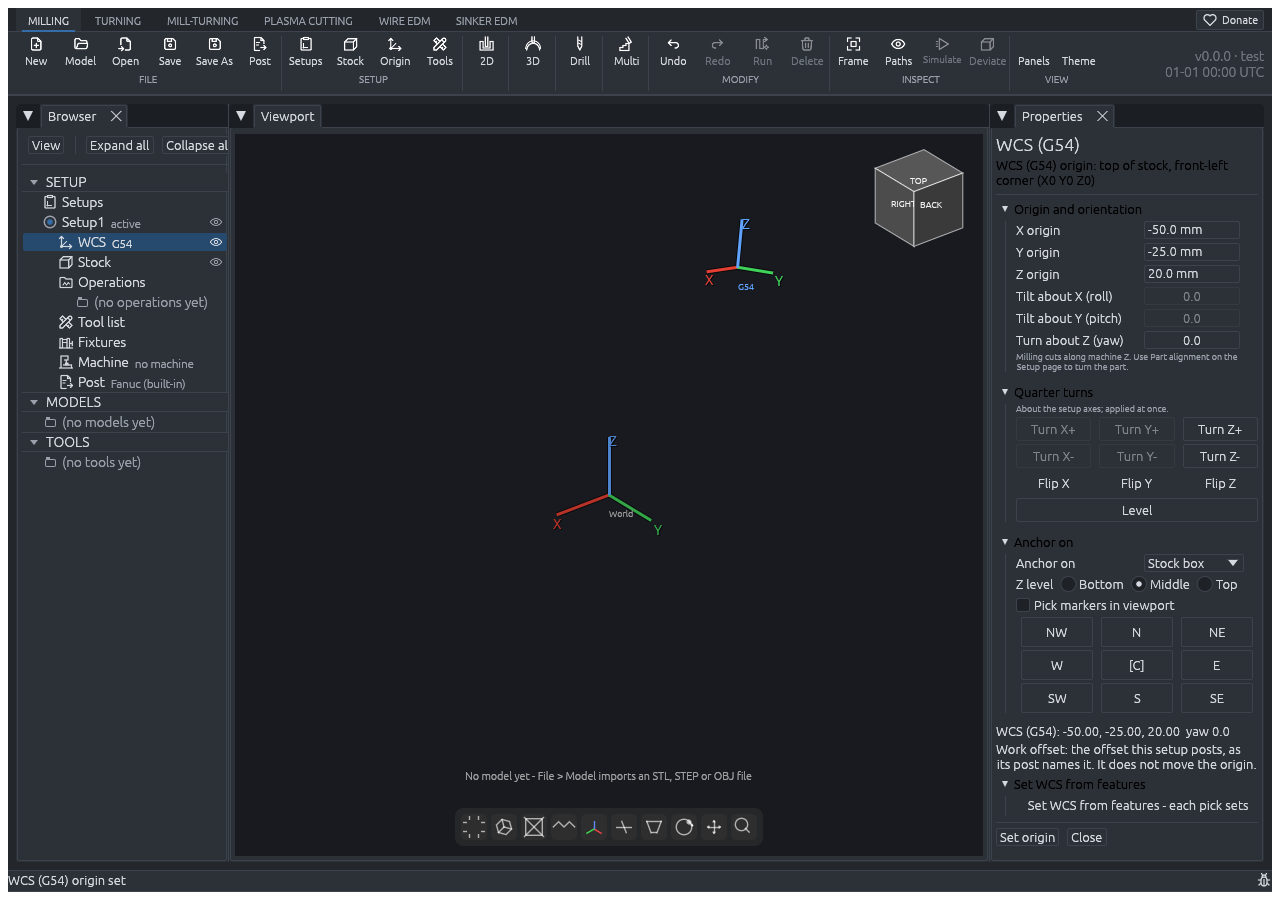 MILLING TURNING MILL-TURNING PLASMA CUTTING WIRE EDM SINKER EDM Donate
New Model Open Save Save As Post Setups Stock Origin Tools 2D 3D Drill Multi Undo Redo Run Delete Frame Paths Simulate Deviate Panels Theme
v0.0.0 · test
01-01 00:00 UTC
FILE SETUP MODIFY INSPECT VIEW
Browser
View Expand all Collapse al
SETUP
Setups
Setup1 active
WCS G54
Stock
Operations
(no operations yet)
Tool list
Fixtures
Machine no machine
Post Fanuc (built-in)
MODELS
(no models yet)
TOOLS
(no tools yet)
Viewport
TOP
RIGHT BACK
Z
X Y
G54
Z
World
X Y
No model yet - File > Model imports an STL, STEP or OBJ file
Properties
WCS (G54)
WCS (G54) origin: top of stock, front-left
corner (X0 Y0 Z0)
Origin and orientation
X origin -50.0 mm
Y origin -25.0 mm
Z origin 20.0 mm
Tilt about X (roll) 0.0
Tilt about Y (pitch) 0.0
Turn about Z (yaw) 0.0
Milling cuts along machine Z. Use Part alignment on the
Setup page to turn the part.
Quarter turns
About the setup axes; applied at once.
Turn X+ Turn Y+ Turn Z+
Turn X- Turn Y- Turn Z-
Flip X Flip Y Flip Z
Level
Anchor on
Anchor on Stock box
Z level Bottom Middle Top
Pick markers in viewport
NW N NE
W [C] E
SW S SE
WCS (G54): -50.00, -25.00, 20.00 yaw 0.0
Work offset: the offset this setup posts, as
its post names it. It does not move the origin.
Set WCS from features
Set WCS from features - each pick sets
Set origin Close
WCS (G54) origin set